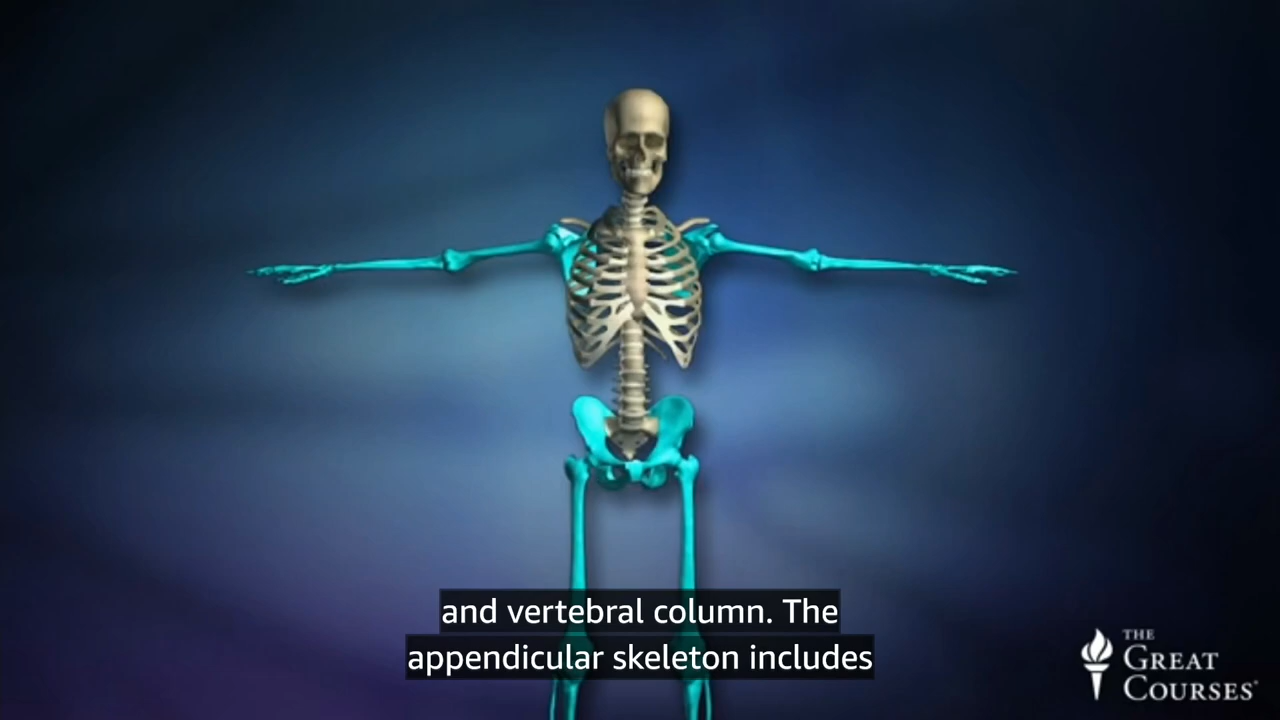 and vertebral column. The
appendicular skeleton includes
THE
GREAT
COURSES®